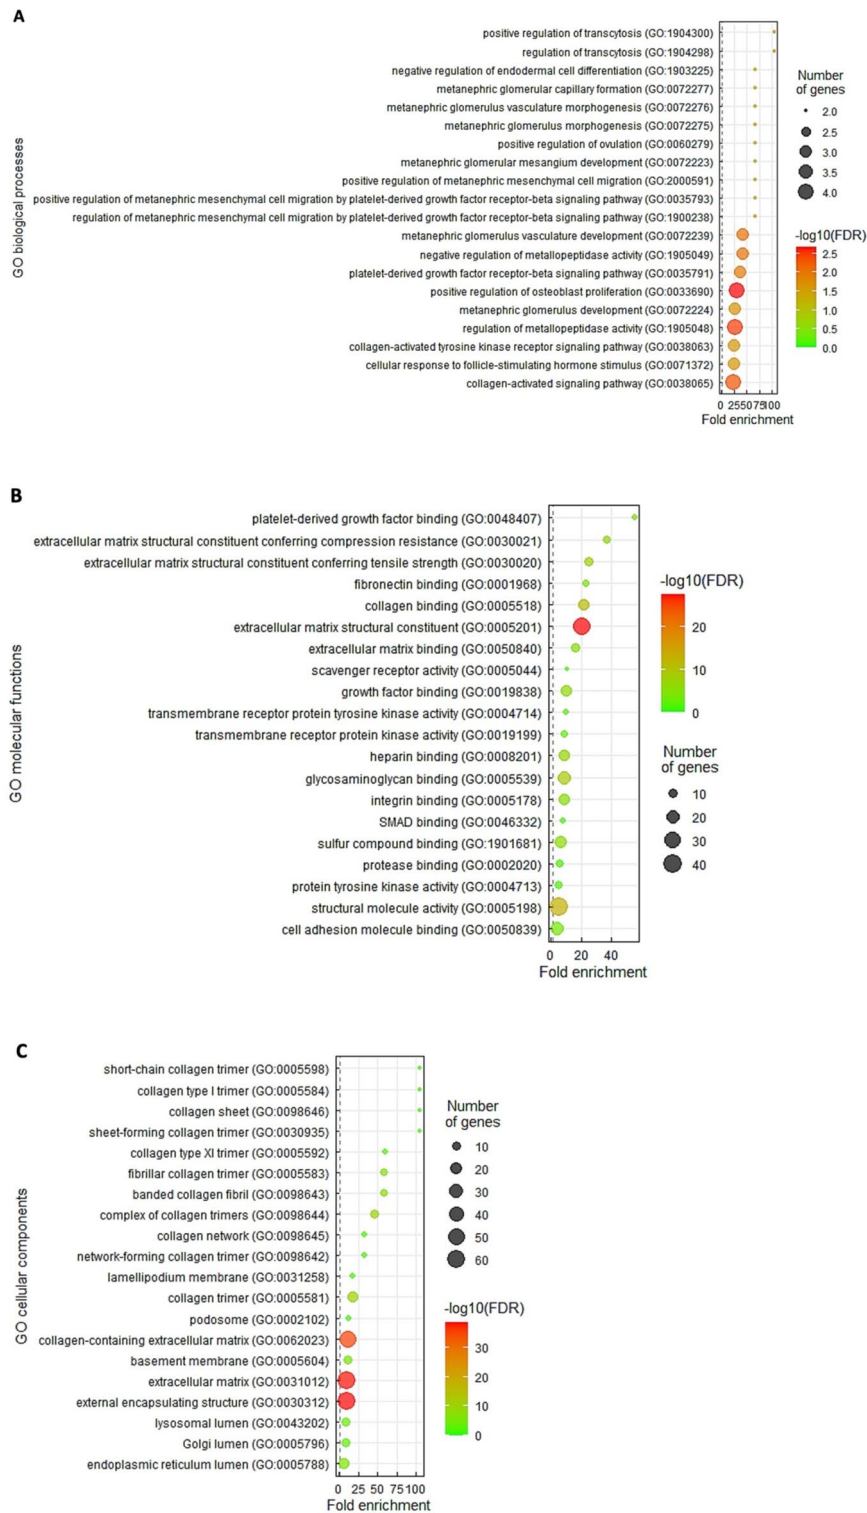 A
GO biological processes
positive regulation of transcytosis (GO:1904300)
regulation of transcytosis (GO:1904298)
negative regulation of endodermal cell differentiation (GO:1903225)
metanephric glomerular capillary formation (GO:0072277)
metanephric glomerulus vasculature morphogenesis (GO:0072276)
metanephric glomerulus morphogenesis (GO:0072275)
positive regulation of ovulation (GO:0060279)
metanephric glomerular mesangium development (GO:0072223)
positive regulation of metanephric mesenchymal cell migration (GO:2000591)
positive regulation of metanephric mesenchymal cell migration by platelet-derived growth factor receptor-beta signaling pathway (GO:0035793)
regulation of metanephric mesenchymal cell migration by platelet-derived growth factor receptor-beta signaling pathway (GO:1900238)
metanephric glomerulus vasculature development (GO:0072239)
negative regulation of metallopeptidase activity (GO:1905049)
platelet-derived growth factor receptor-beta signaling pathway (GO:0035791)
positive regulation of osteoblast proliferation (GO:0033690)
metanephric glomerulus development (GO:0072224)
regulation of metallopeptidase activity (GO:1905048)
collagen-activated tyrosine kinase receptor signaling pathway (GO:0038063)
cellular response to follicle-stimulating hormone stimulus (GO:0071372)
collagen-activated signaling pathway (GO:0038065)
0 25 50 75 100
Fold enrichment
Number
of genes
2.0
2.5
3.0
3.5
4.0
-log10(FDR)
2.5
2.0
1.5
1.0
0.5
0.0
B
GO molecular functions
platelet-derived growth factor binding (GO:0048407)
extracellular matrix structural constituent conferring compression resistance (GO:0030021)
extracellular matrix structural constituent conferring tensile strength (GO:0030020)
fibronectin binding (GO:0001968)
collagen binding (GO:0005518)
extracellular matrix structural constituent (GO:0005201)
extracellular matrix binding (GO:0050840)
scavenger receptor activity (GO:0005044)
growth factor binding (GO:0019838)
transmembrane receptor protein tyrosine kinase activity (GO:0004714)
transmembrane receptor protein kinase activity (GO:0019199)
heparin binding (GO:0008201)
glycosaminoglycan binding (GO:0005539)
integrin binding (GO:0005178)
SMAD binding (GO:0046332)
sulfur compound binding (GO:1901681)
protease binding (GO:0002020)
protein tyrosine kinase activity (GO:0004713)
structural molecule activity (GO:0005198)
cell adhesion molecule binding (GO:0050839)
0 20 40
Fold enrichment
-log10(FDR)
20
10
0
Number
of genes
10
20
30
40
C
GO cellular components
short-chain collagen trimer (GO:0005598)
collagen type I trimer (GO:0005584)
collagen sheet (GO:0098646)
sheet-forming collagen trimer (GO:0030935)
collagen type XI trimer (GO:0005592)
fibrillar collagen trimer (GO:0005583)
banded collagen fibril (GO:0098643)
complex of collagen trimers (GO:0098644)
collagen network (GO:0098645)
network-forming collagen trimer (GO:0098642)
lamellipodium membrane (GO:0031258)
collagen trimer (GO:0005581)
podosome (GO:0002102)
collagen-containing extracellular matrix (GO:0062023)
basement membrane (GO:0005604)
extracellular matrix (GO:0031012)
external encapsulating structure (GO:0030312)
lysosomal lumen (GO:0043202)
Golgi lumen (GO:0005796)
endoplasmic reticulum lumen (GO:0005788)
0 25 50 75 100
Fold enrichment
Number
of genes
10
20
30
40
50
60
-log10(FDR)
30
20
10
0